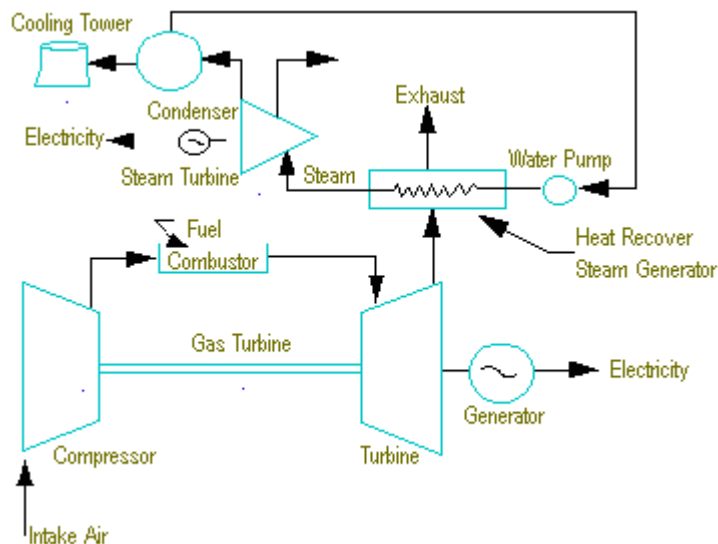 Cooling Tower
Condenser
Exhaust
Electricity
Water Pump
Steam Turbine
Steam
Fuel
Heat Recover
Steam Generator
Combustor
Gas Turbine
Electricity
Generator
Compressor
Turbine
Intake Air